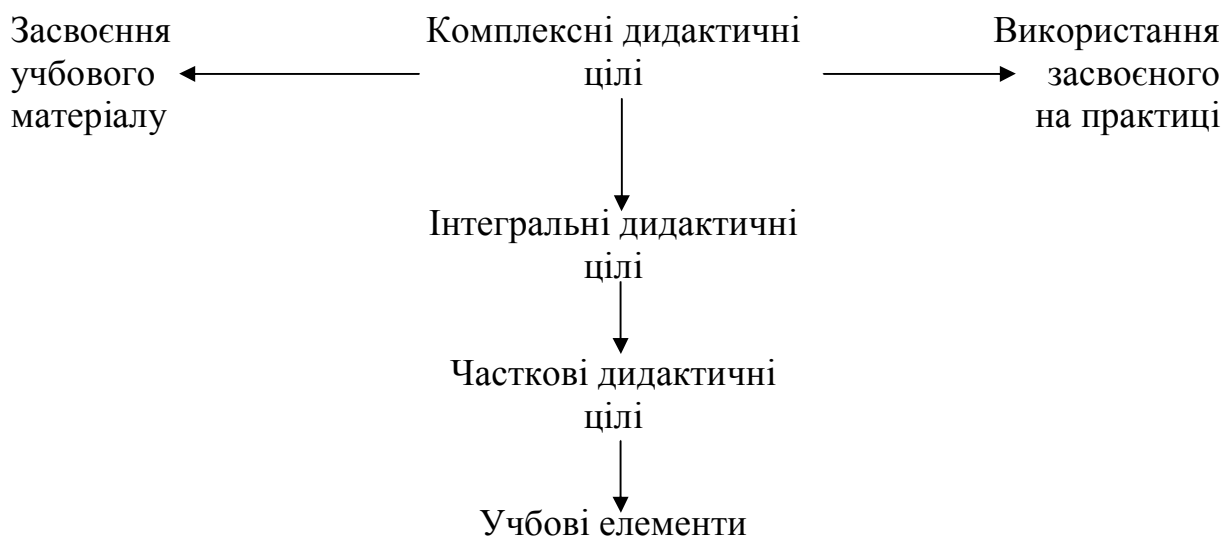 Засвоєння
учбового
матеріалу
Комплексні дидактичні
цілі
Використання
засвоєного
на практиці
Інтегральні дидактичні
цілі
Часткові дидактичні
цілі
Учбові елементи